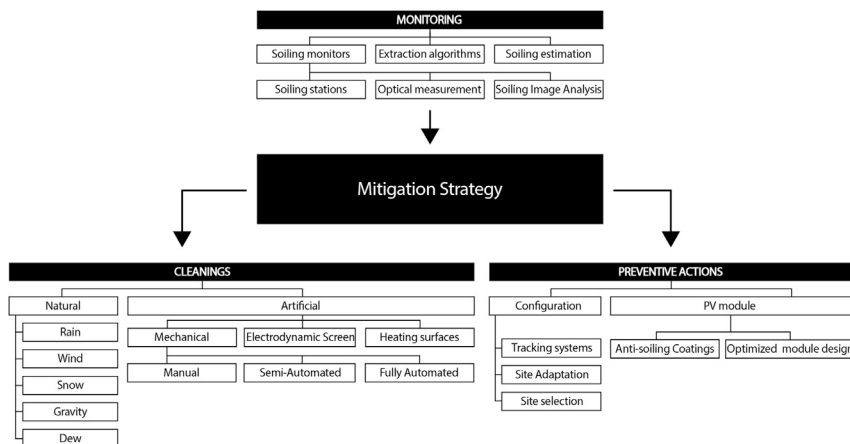 MONITORING
Soiling monitors
Extraction algorithms
Soiling estimation
Soiling stations
Optical measurement
Soiling Image Analysis
Mitigation Strategy
CLEANINGS
Natural
Artificial
Rain
Wind
Snow
Gravity
Dew
Mechanical
Electrodynamic Screen
Heating surfaces
Manual
Semi-Automated
Fully Automated
PREVENTIVE ACTIONS
Configuration
PV module
Tracking systems
Site Adaptation
Site selection
Anti-soiling Coatings
Optimized module design